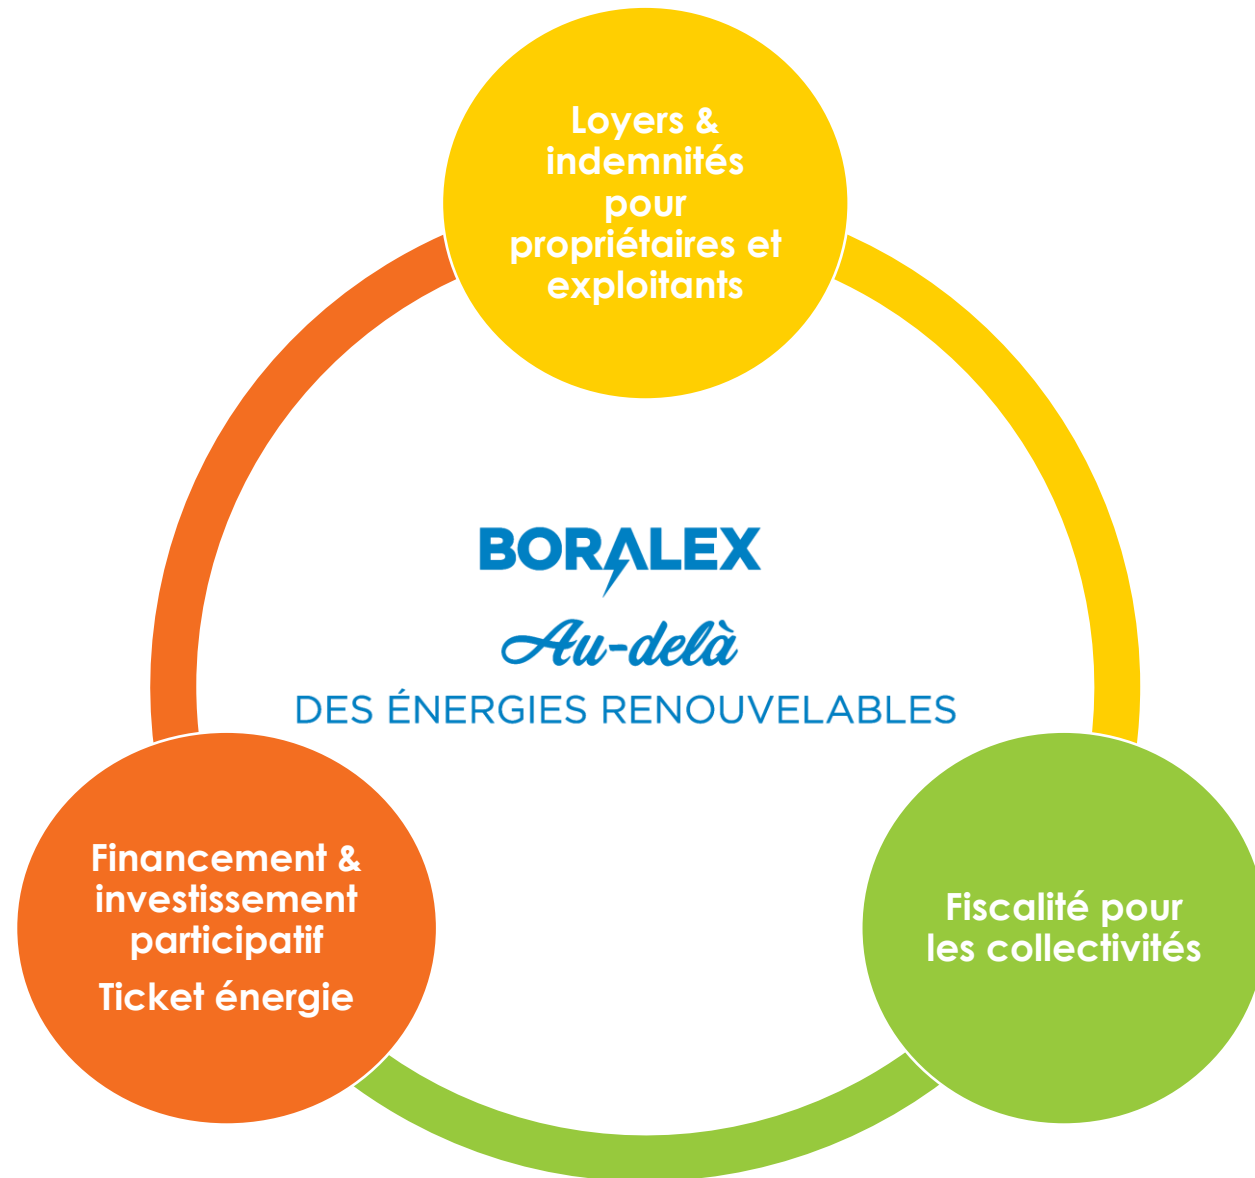 Loyers &
indemnités
pour
propriétaires et
exploitants
BORALEX
Au-delà
DES ÉNERGIES RENOUVELABLES
Financement &
investissement
participatif
Ticket énergie
Fiscalité pour
les collectivités